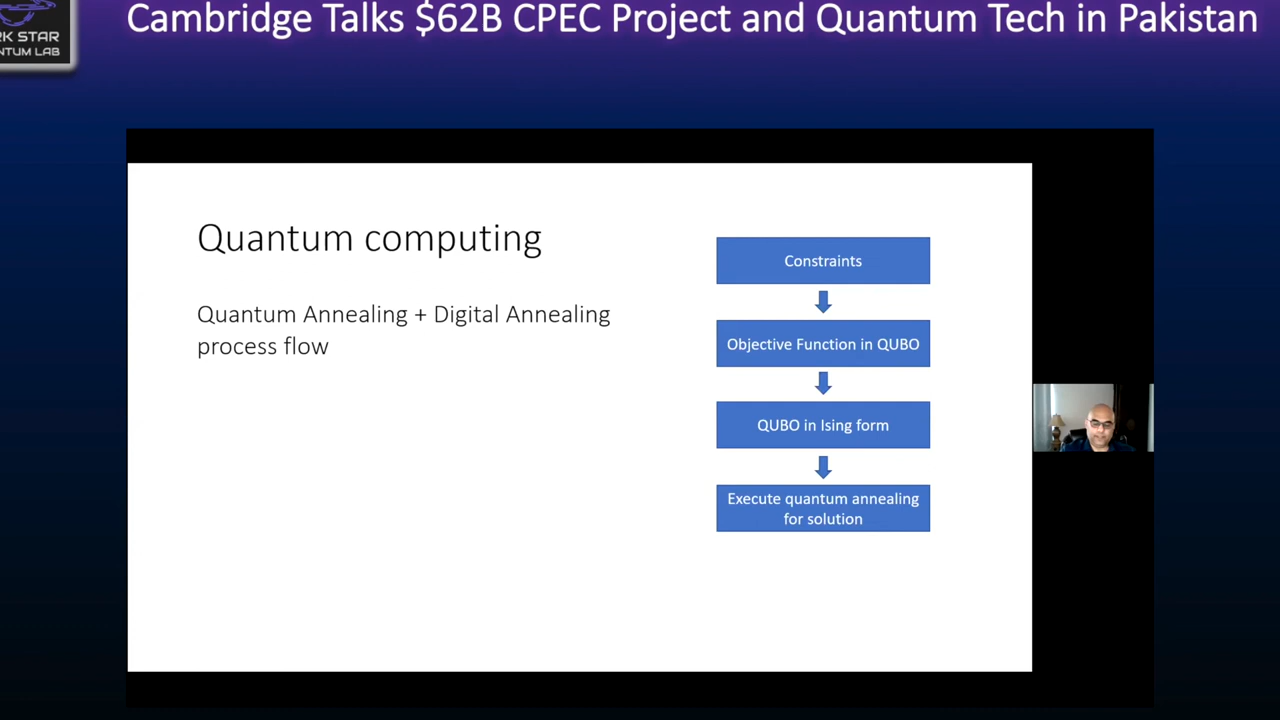 Cambridge Talks $62B CPEC Project and Quantum Tech in Pakistan
RK STAR
NTUM LAB
Quantum computing
Quantum Annealing + Digital Annealing
process flow
Constraints
Objective Function in QUBO
QUBO in Ising form
Execute quantum annealing
for solution